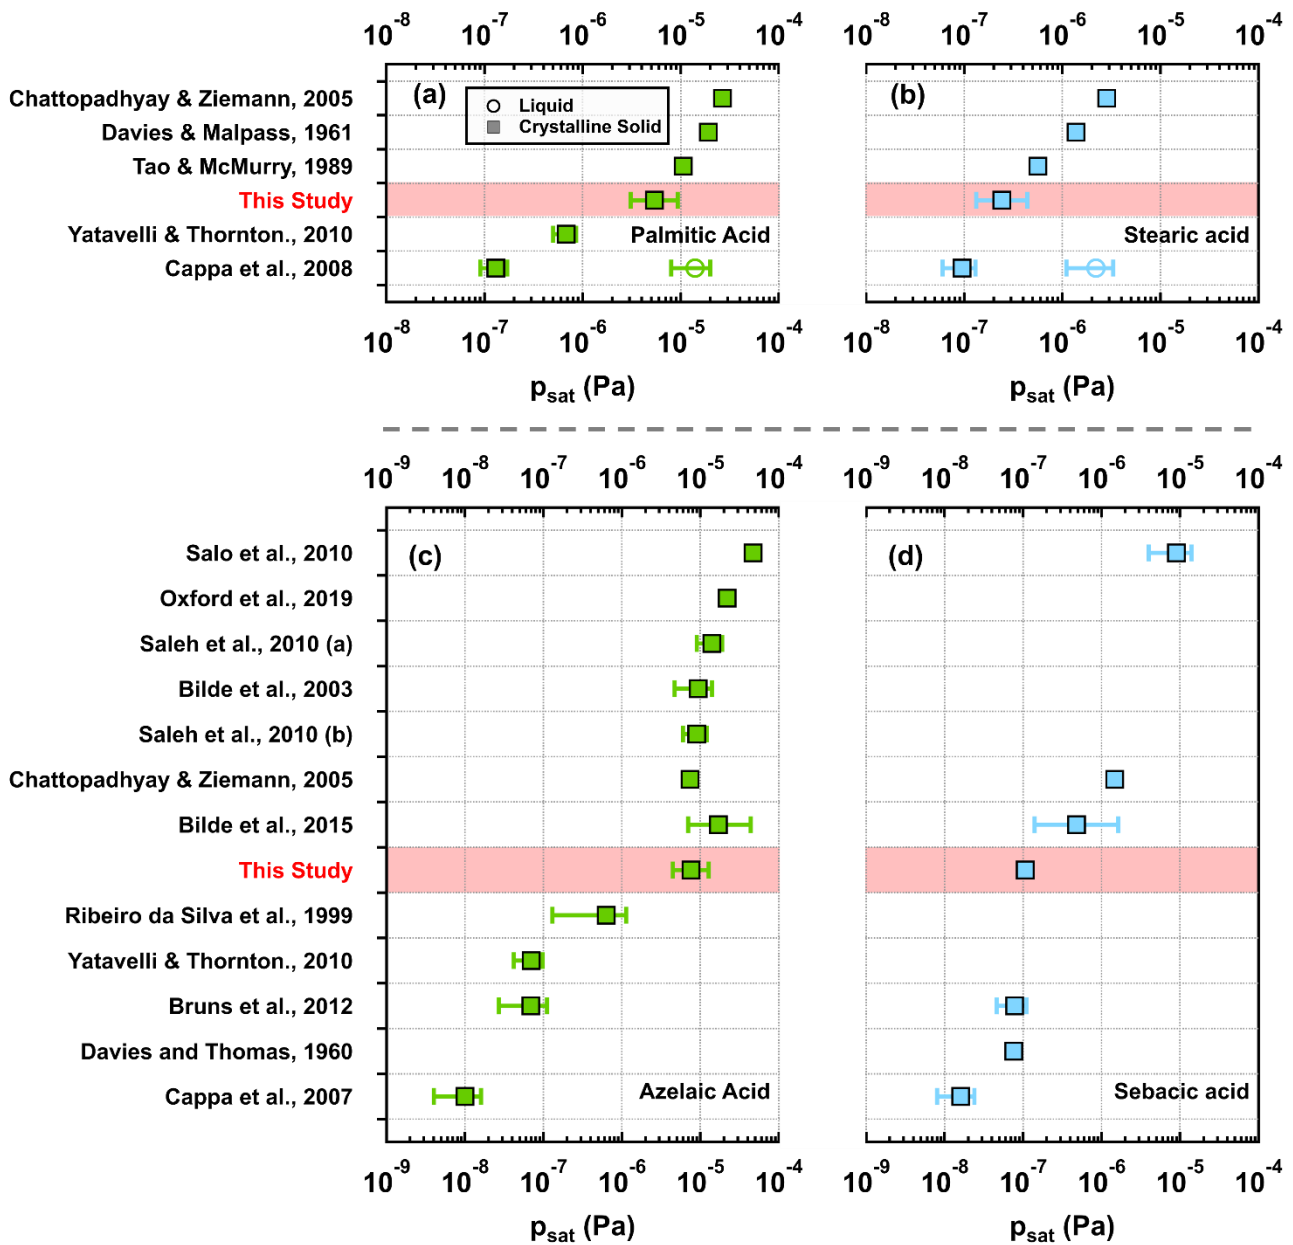 10-8 10-7 10-6 10-5 10-4 10-8 10-7 10-6 10-5 10-4
(a) (b)
Liquid
Crystalline Solid
Chattopadhyay & Ziemann, 2005
Davies & Malpass, 1961
Tao & McMurry, 1989
This Study
Yatavelli & Thornton., 2010 Palmitic Acid Stearic acid
Cappa et al., 2008
10-8 10-7 10-6 10-5 10-4 10-8 10-7 10-6 10-5 10-4
psat (Pa) psat (Pa)
10-9 10-8 10-7 10-6 10-5 10-4 10-9 10-8 10-7 10-6 10-5 10-4
Salo et al., 2010 (c) (d)
Oxford et al., 2019
Saleh et al., 2010 (a)
Bilde et al., 2003
Saleh et al., 2010 (b)
Chattopadhyay & Ziemann, 2005
Bilde et al., 2015
This Study
Ribeiro da Silva et al., 1999
Yatavelli & Thornton., 2010
Bruns et al., 2012
Davies and Thomas, 1960
Cappa et al., 2007 Azelaic Acid Sebacic acid
10-9 10-8 10-7 10-6 10-5 10-4 10-9 10-8 10-7 10-6 10-5 10-4
psat (Pa) psat (Pa)